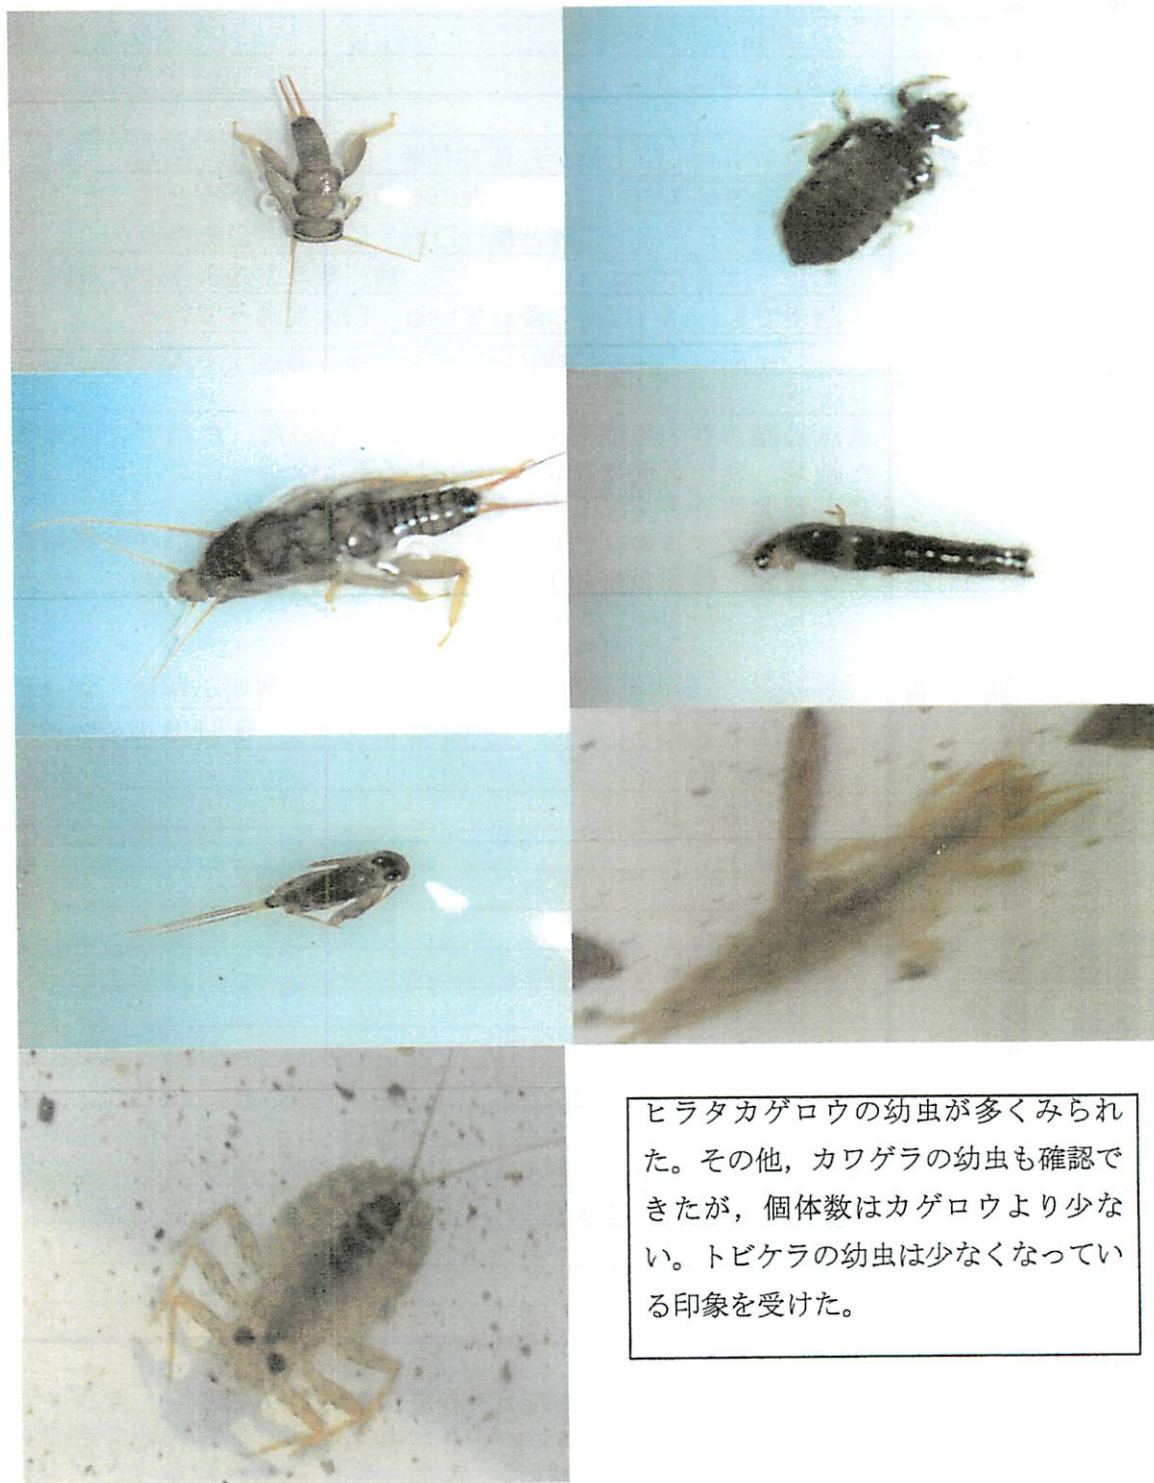 ヒラタカゲロウの幼虫が多くみられ
た。その他，カワゲラの幼虫も確認で
きたが，個体数はカゲロウより少な
い。トビケラの幼虫は少なくなってい
る印象を受けた。